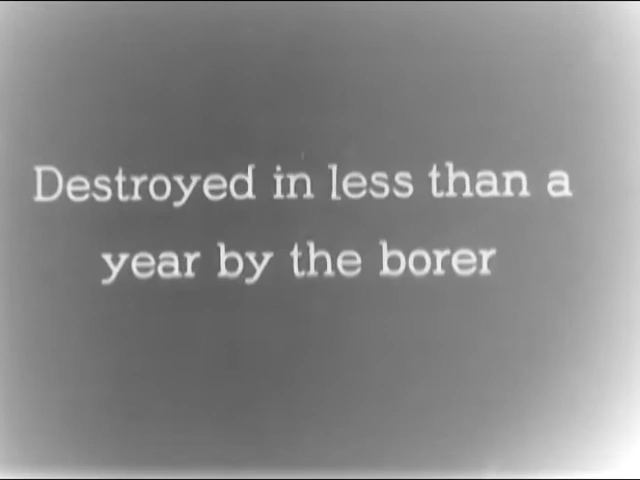 Destroyed in less than a
year by the borer